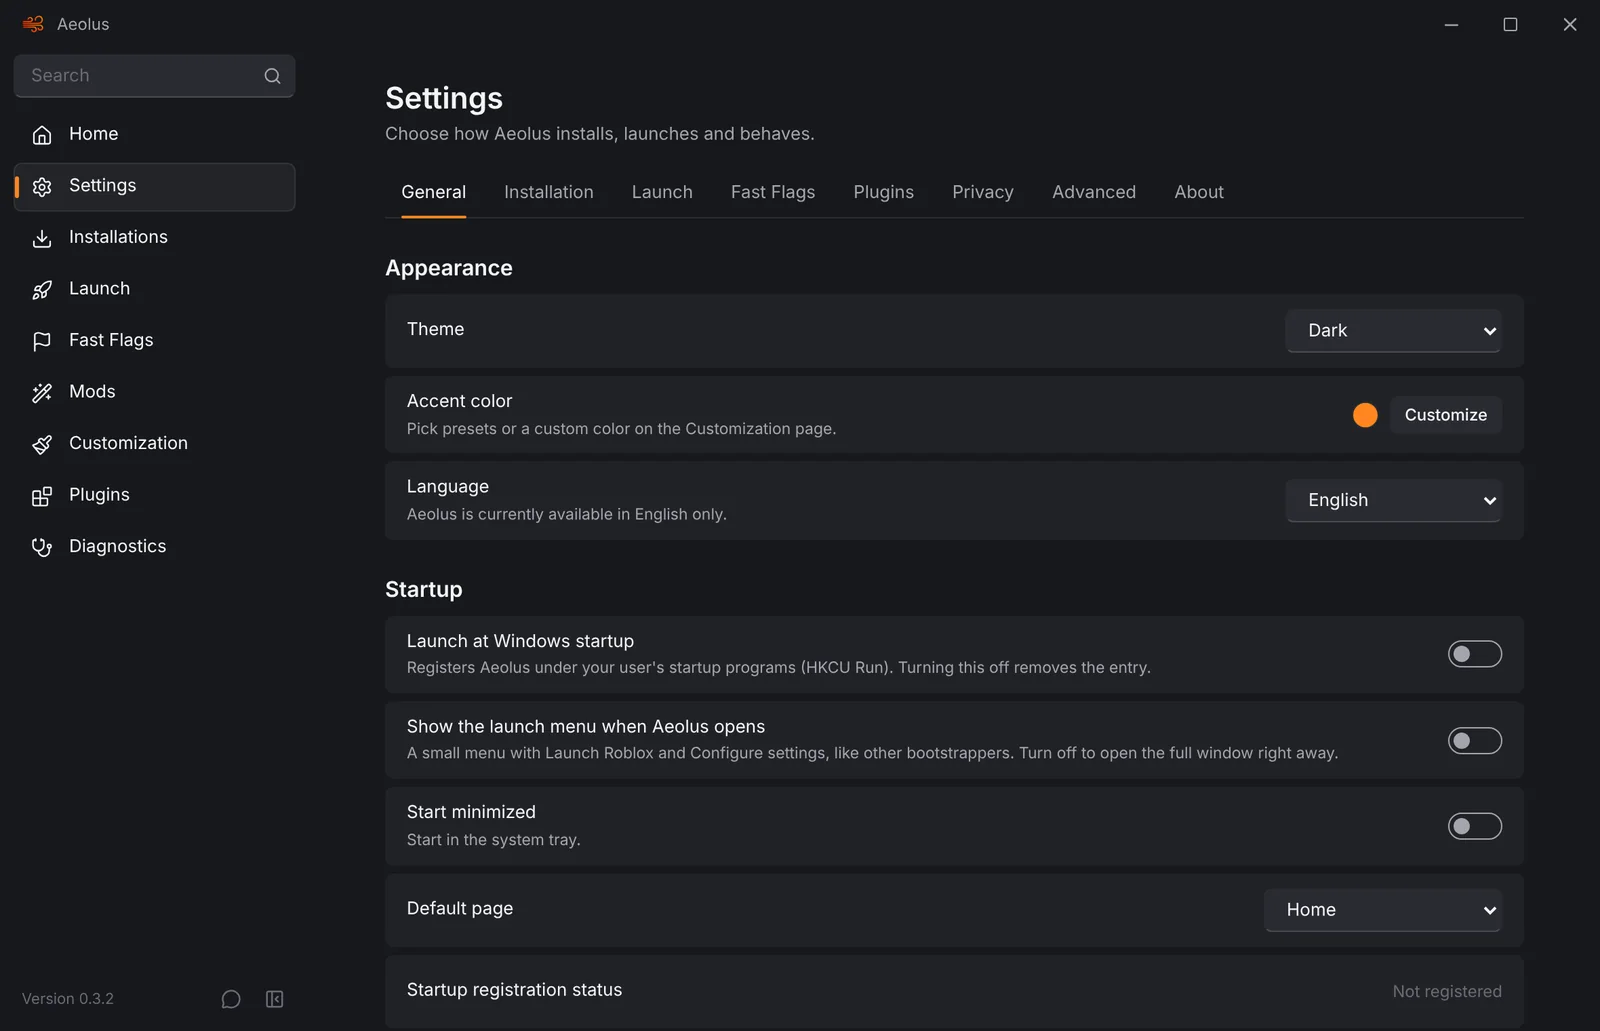 Aeolus
Search
Home
Settings
Installations
Launch
Fast Flags
Mods
Customization
Plugins
Diagnostics
Version 0.3.2
Settings
Choose how Aeolus installs, launches and behaves.
General Installation Launch Fast Flags Plugins Privacy Advanced About
Appearance
Theme
Dark
Accent color
Pick presets or a custom color on the Customization page.
Customize
Language
Aeolus is currently available in English only.
English
Startup
Launch at Windows startup
Registers Aeolus under your user's startup programs (HKCU Run). Turning this off removes the entry.
Show the launch menu when Aeolus opens
A small menu with Launch Roblox and Configure settings, like other bootstrappers. Turn off to open the full window right away.
Start minimized
Start in the system tray.
Default page
Home
Startup registration status
Not registered